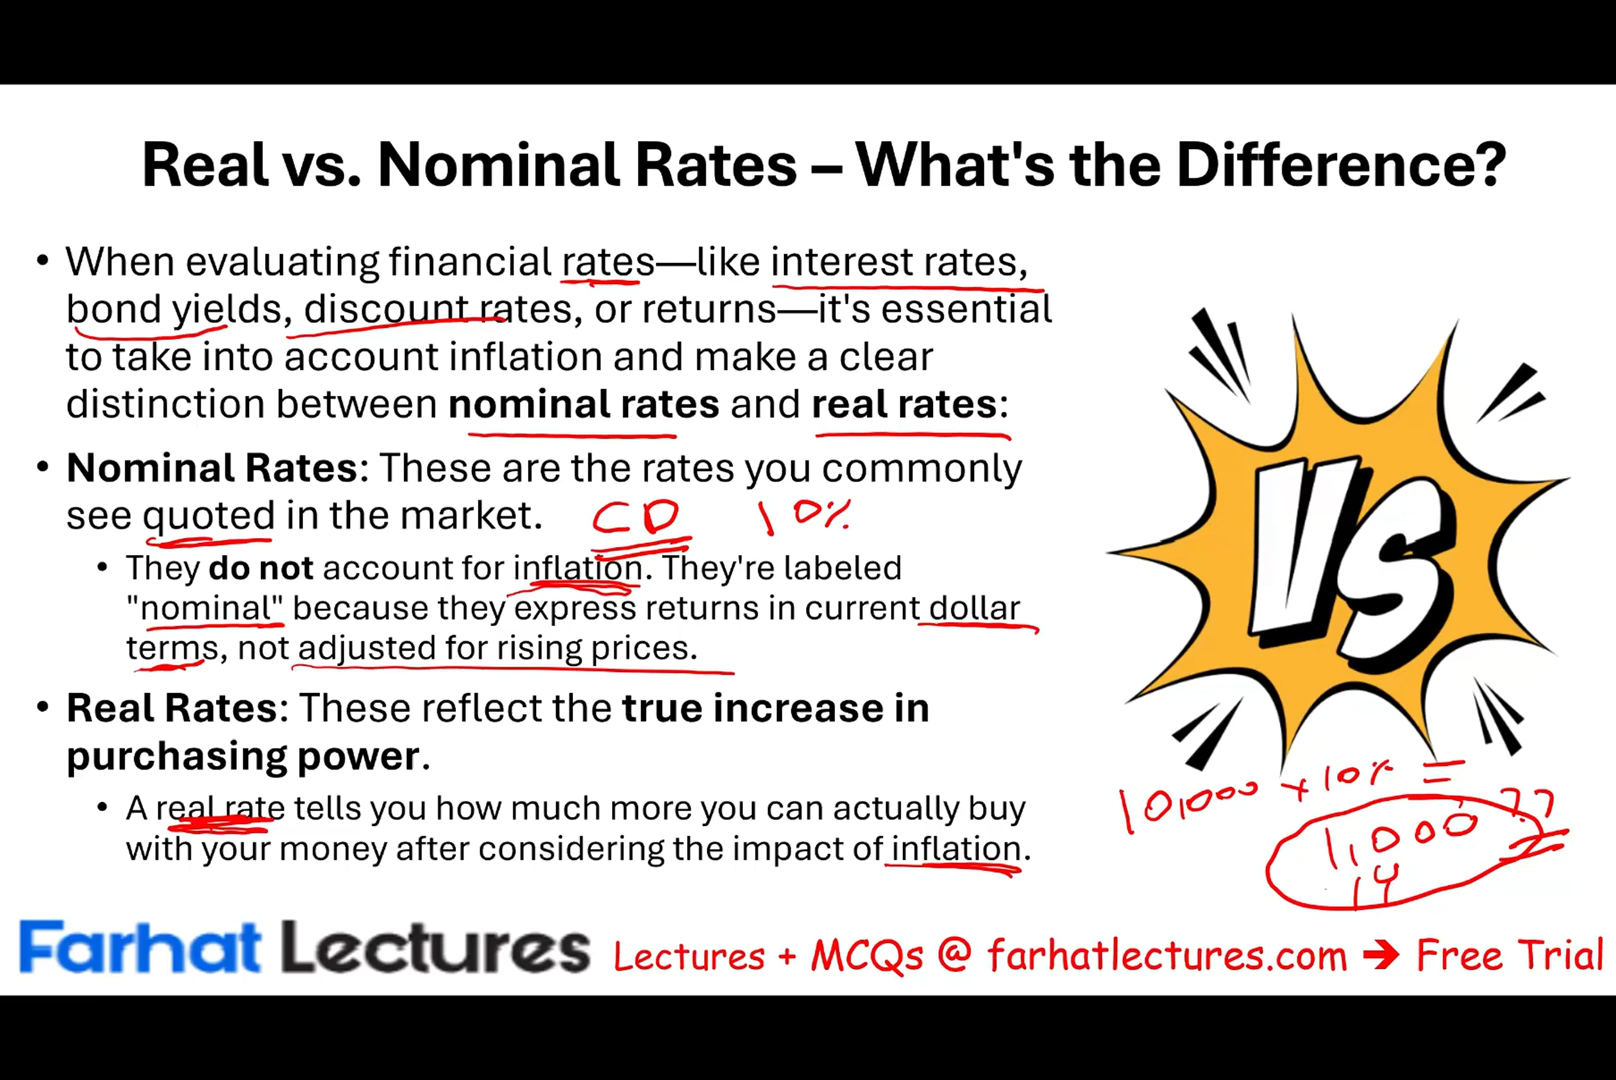 Real vs. Nominal Rates – What's the Difference?
• When evaluating financial rates—like interest rates,
bond yields, discount rates, or returns—it's essential
to take into account inflation and make a clear
distinction between nominal rates and real rates:
• Nominal Rates: These are the rates you commonly
see quoted in the market. CD 10%
• They do not account for inflation. They're labeled
"nominal" because they express returns in current dollar
terms, not adjusted for rising prices.
• Real Rates: These reflect the true increase in
purchasing power.
• A real rate tells you how much more you can actually buy
with your money after considering the impact of inflation.
VS
10,000 × 10% =
1,000 ??
1Y
Farhat Lectures Lectures + MCQs @ farhatlectures.com ➔ Free Trial